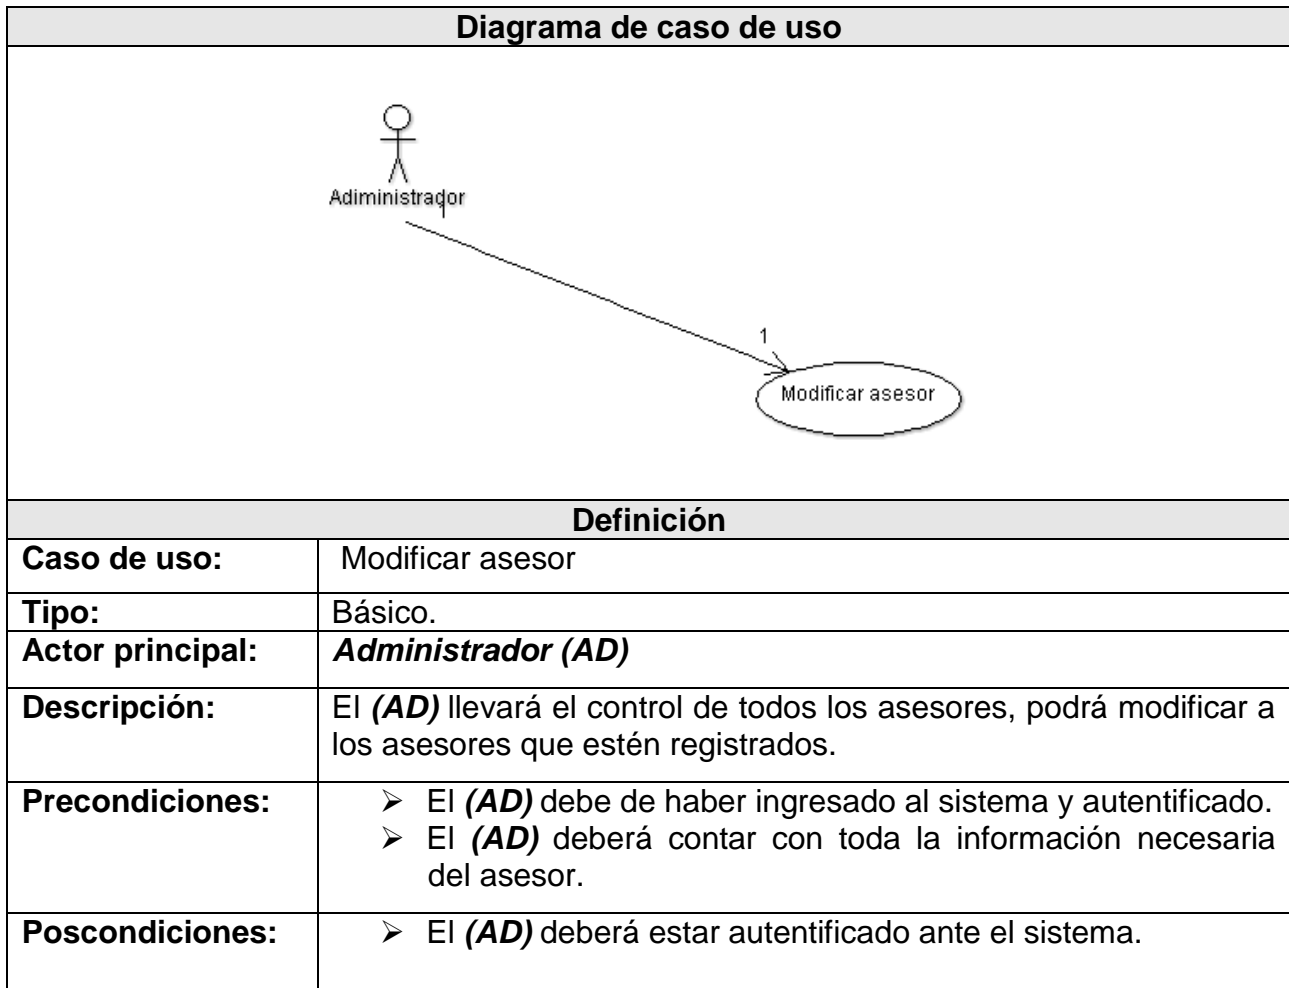 Diagrama de caso de uso
Adiministrador
1
1
Modificar asesor
Definición
Caso de uso: Modificar asesor
Tipo: Básico.
Actor principal: Administrador (AD)
Descripción: El (AD) llevará el control de todos los asesores, podrá modificar a
los asesores que estén registrados.
Precondiciones: ➢ El (AD) debe de haber ingresado al sistema y autentificado.
➢ El (AD) deberá contar con toda la información necesaria
del asesor.
Poscondiciones: ➢ El (AD) deberá estar autentificado ante el sistema.